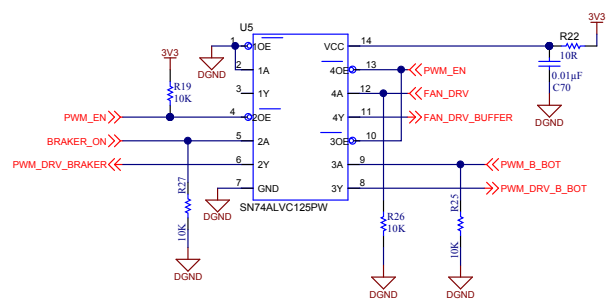 U5
3V3
1 1OE VCC 14
R22
10R
3V3
2 1A 4OE 13 PWM_EN
0.01µF
C70
DGND
3 1Y 4A 12 FAN_DRV
R19
10K
PWM_EN 4 2OE 4Y 11 FAN_DRV_BUFFER
DGND
BRAKER_ON 5 2A 3OE 10
PWM_DRV_BRAKER 6 2Y 3A 9 PWM_B_BOT
7 GND 3Y 8 PWM_DRV_B_BOT
R27
10K
DGND
SN74ALVC125PW
R26
10K
R25
10K
DGND
DGND
DGND